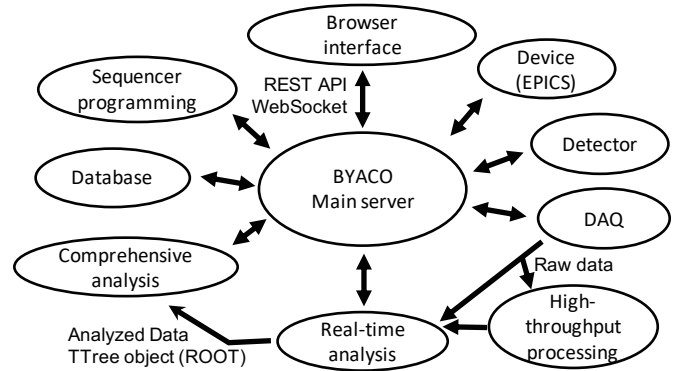 Browser
interface
Device
(EPICS)
Sequencer
programming
REST API
WebSocket
Detector
BYACO
Main server
Database
DAQ
Comprehensive
analysis
Raw data
High-
throughput
processing
Real-time
analysis
Analyzed Data
TTree object (ROOT)